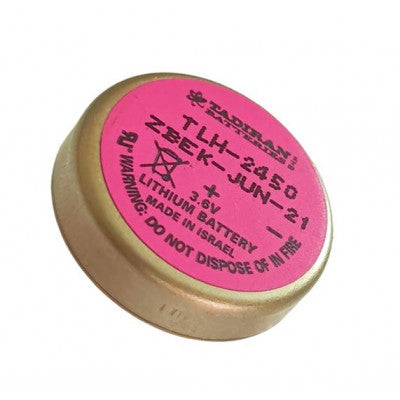 TADIRAN
BATTERIES
TLH-2450
ZBEK-JUN-21
+
3.6V
–
LITHIUM BATTERY
MADE IN ISRAEL
WARNING: DO NOT DISPOSE OF IN FIRE